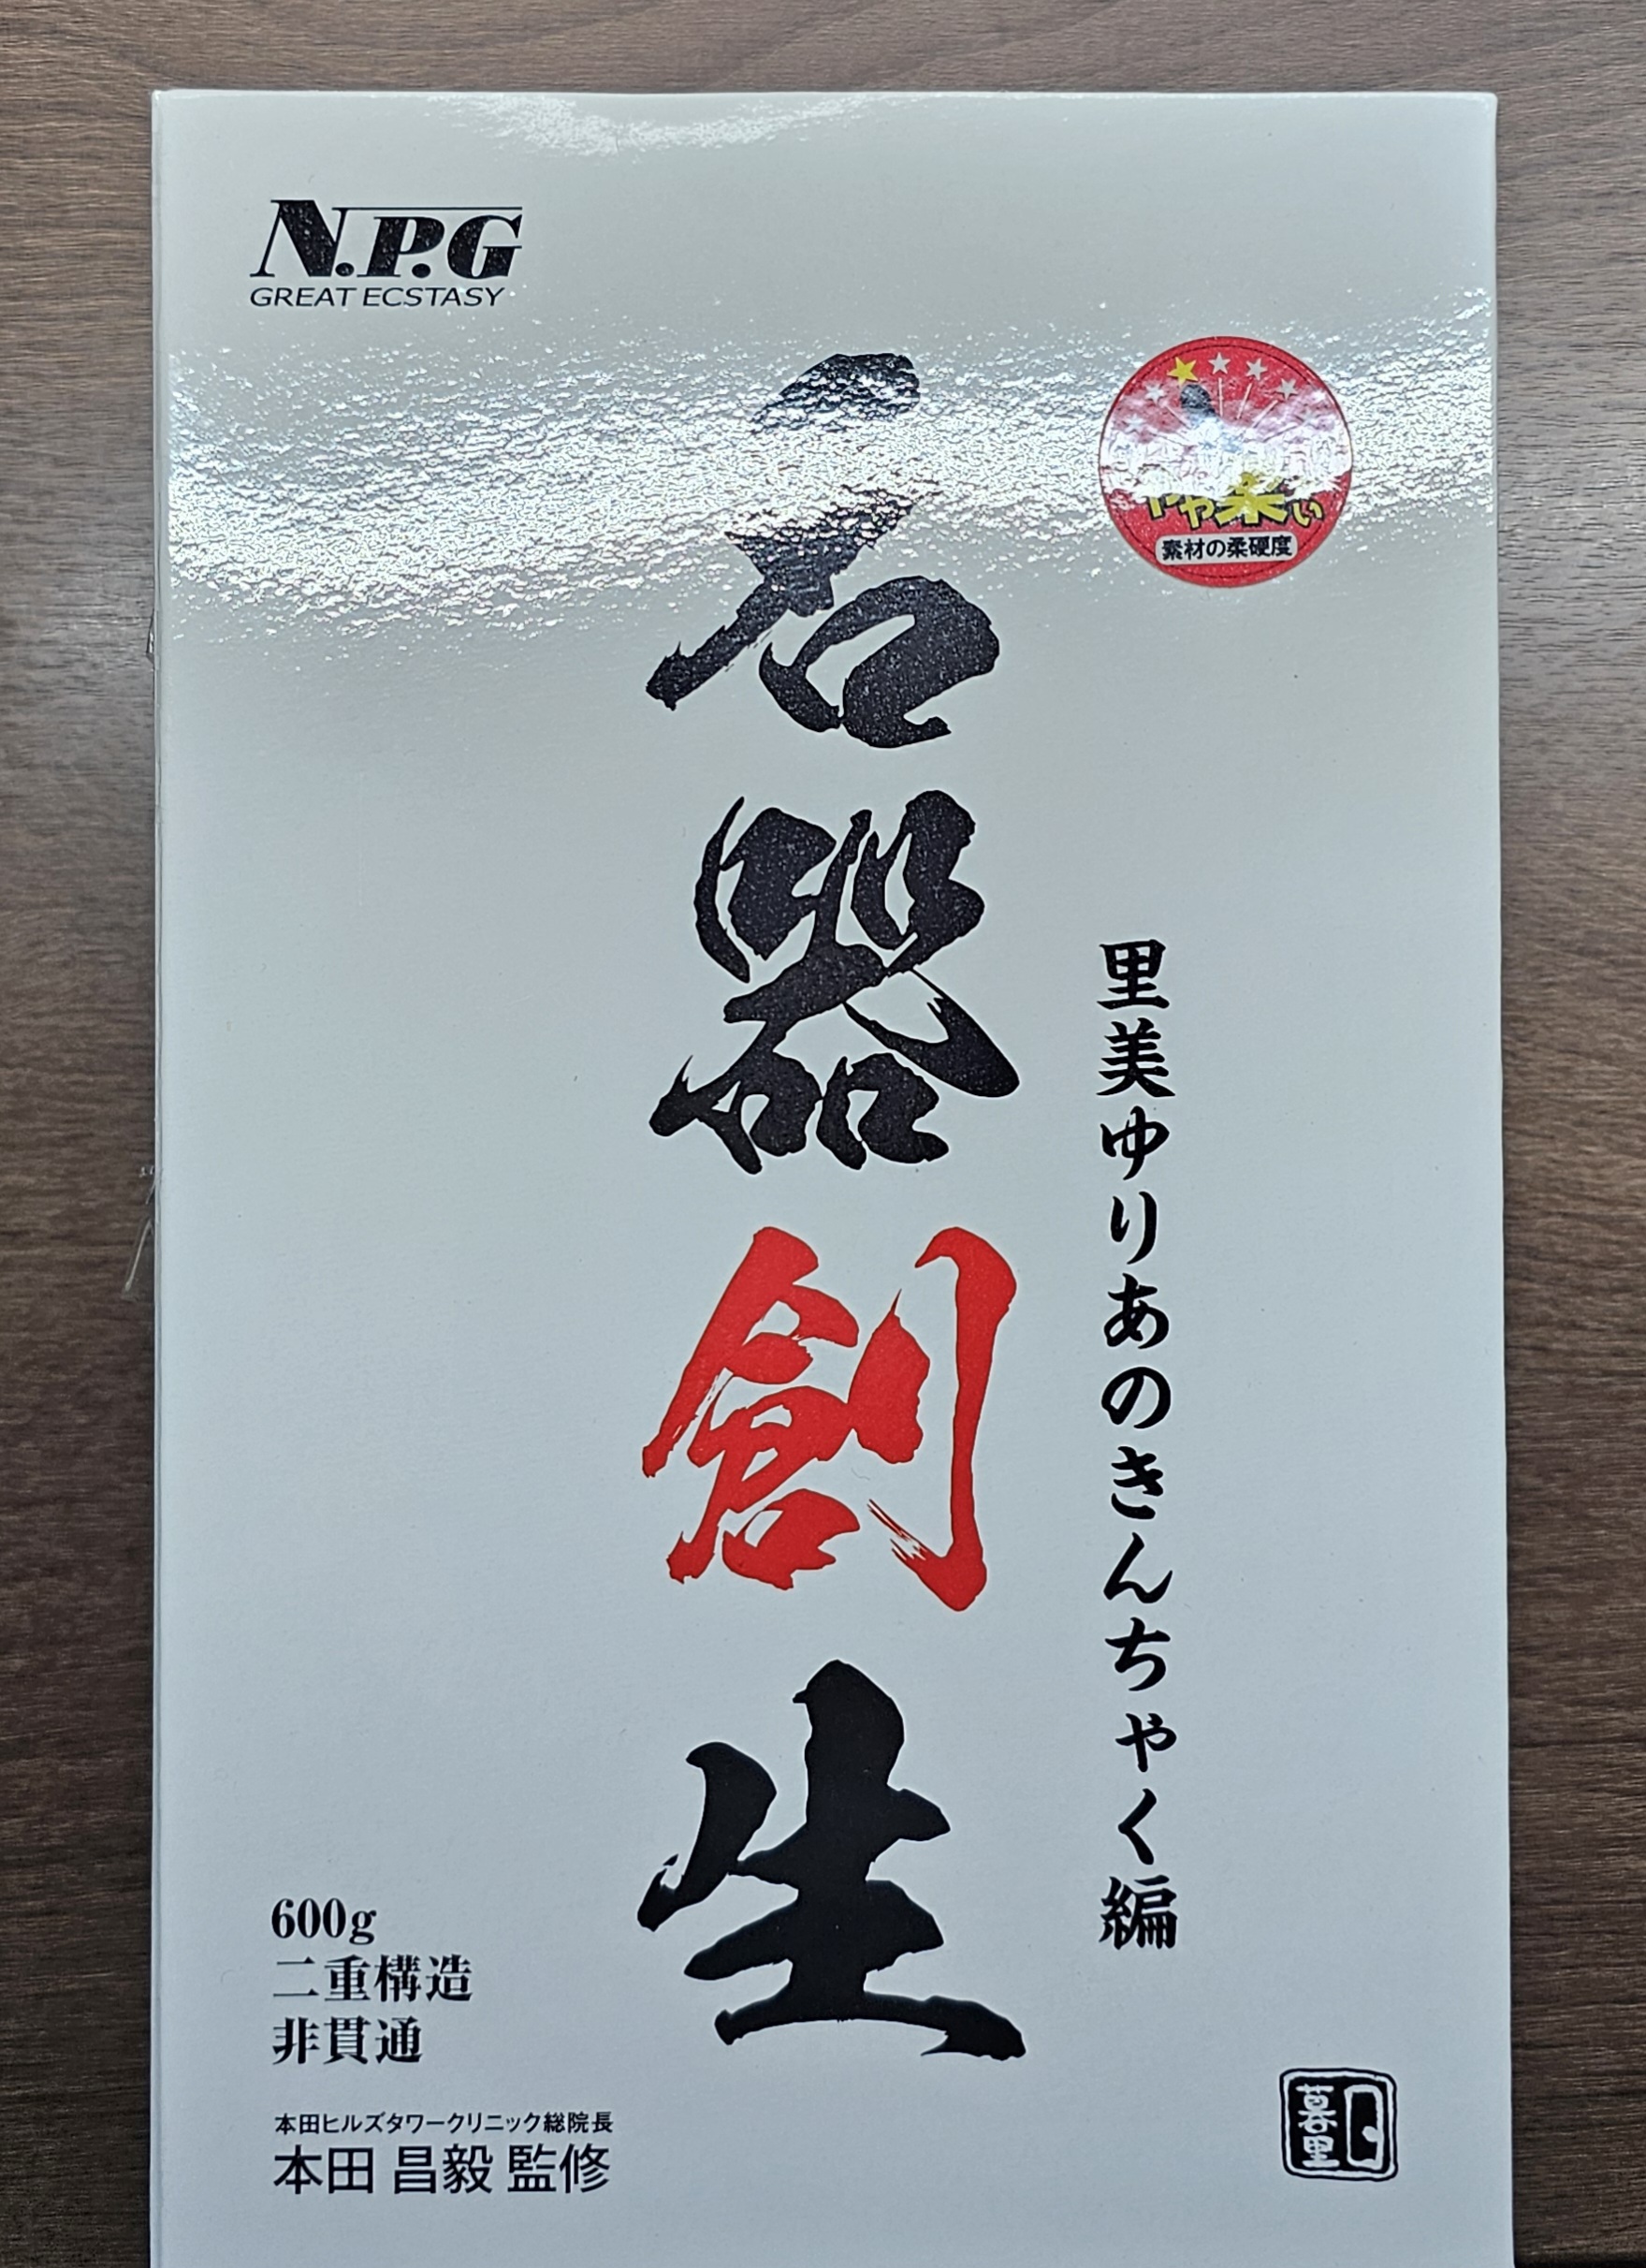 N.P.G
GREAT ECSTASY
やや柔い
素材の柔硬度
名器創生
里美ゆりあのきんちゃく編
600g
二重構造
非貫通
本田ヒルズタワークリニック総院長
本田 昌毅 監修
暮里